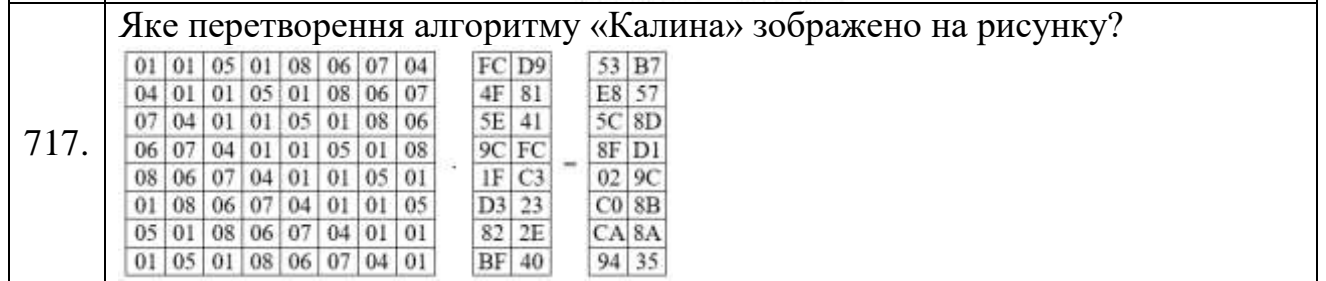 717.
Яке перетворення алгоритму «Калина» зображено на рисунку?
01 01 05 01 08 06 07 04 FC D9 53 B7
04 01 01 05 01 08 06 07 4F 81 E8 57
07 04 01 01 05 01 08 06 5E 41 5C 8D
06 07 04 01 01 05 01 08 9C FC 8F D1
08 06 07 04 01 01 05 01 1F C3 02 9C
01 08 06 07 04 01 01 05 D3 23 C0 8B
05 01 08 06 07 04 01 01 82 2E CA 8A
01 05 01 08 06 07 04 01 BF 40 94 35